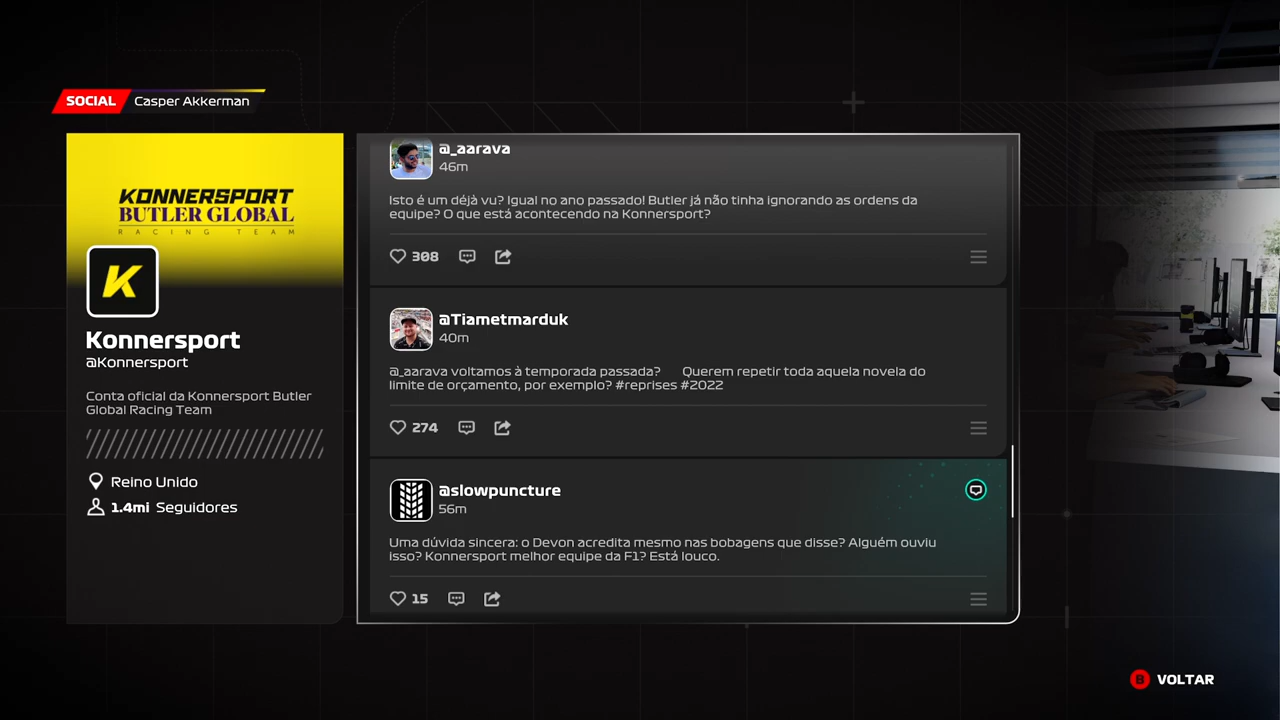 SOCIAL Casper Akkerman
KONNERSPORT
BUTLER GLOBAL
RACING TEAM
K
Konnersport
@Konnersport
Conta oficial da Konnersport Butler
Global Racing Team
Reino Unido
1.4mi Seguidores
@_aarava
46m
Isto é um déjà vu? Igual no ano passado! Butler já não tinha ignorando as ordens da
equipe? O que está acontecendo na Konnersport?
308
@Tiametmarduk
40m
@_aarava voltamos à temporada passada? Querem repetir toda aquela novela do
limite de orçamento, por exemplo? #reprises #2022
274
@slowpuncture
56m
Uma dúvida sincera: o Devon acredita mesmo nas bobagens que disse? Alguém ouviu
isso? Konnersport melhor equipe da F1? Está louco.
15
B VOLTAR